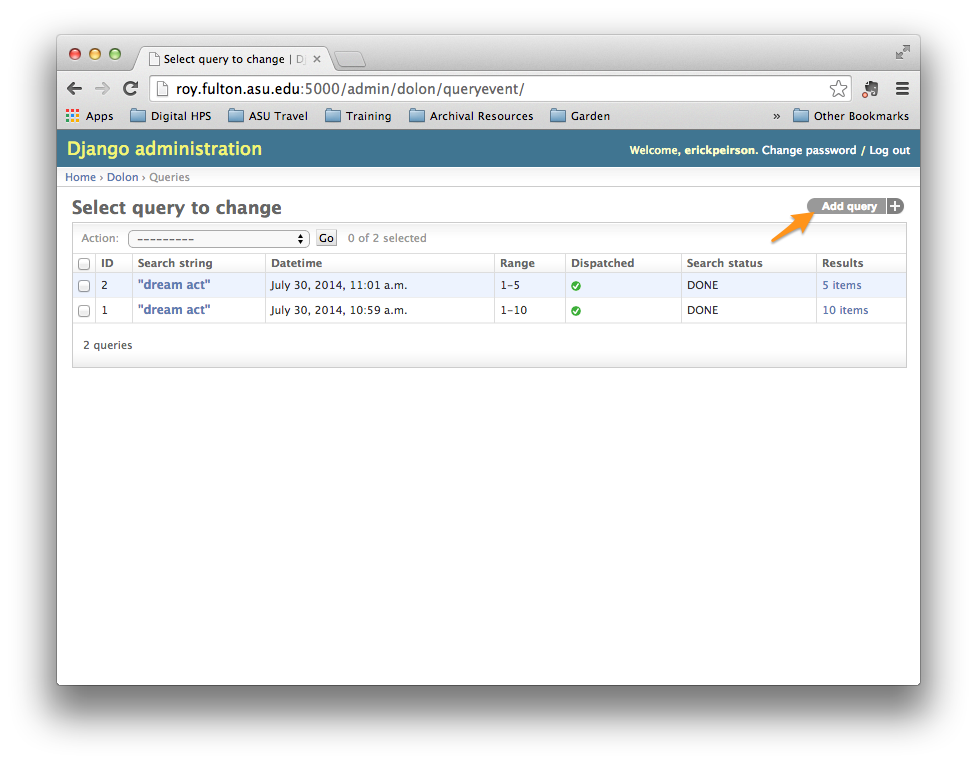 Select query to change | Dj
roy.fulton.asu.edu:5000/admin/dolon/queryevent/
Apps Digital HPS ASU Travel Training Archival Resources Garden » Other Bookmarks
Django administration Welcome, erickpeirson. Change password / Log out
Home › Dolon › Queries
Select query to change Add query +
Action: --------- Go 0 of 2 selected
ID Search string Datetime Range Dispatched Search status Results
2 "dream act" July 30, 2014, 11:01 a.m. 1-5 DONE 5 items
1 "dream act" July 30, 2014, 10:59 a.m. 1-10 DONE 10 items
2 queries